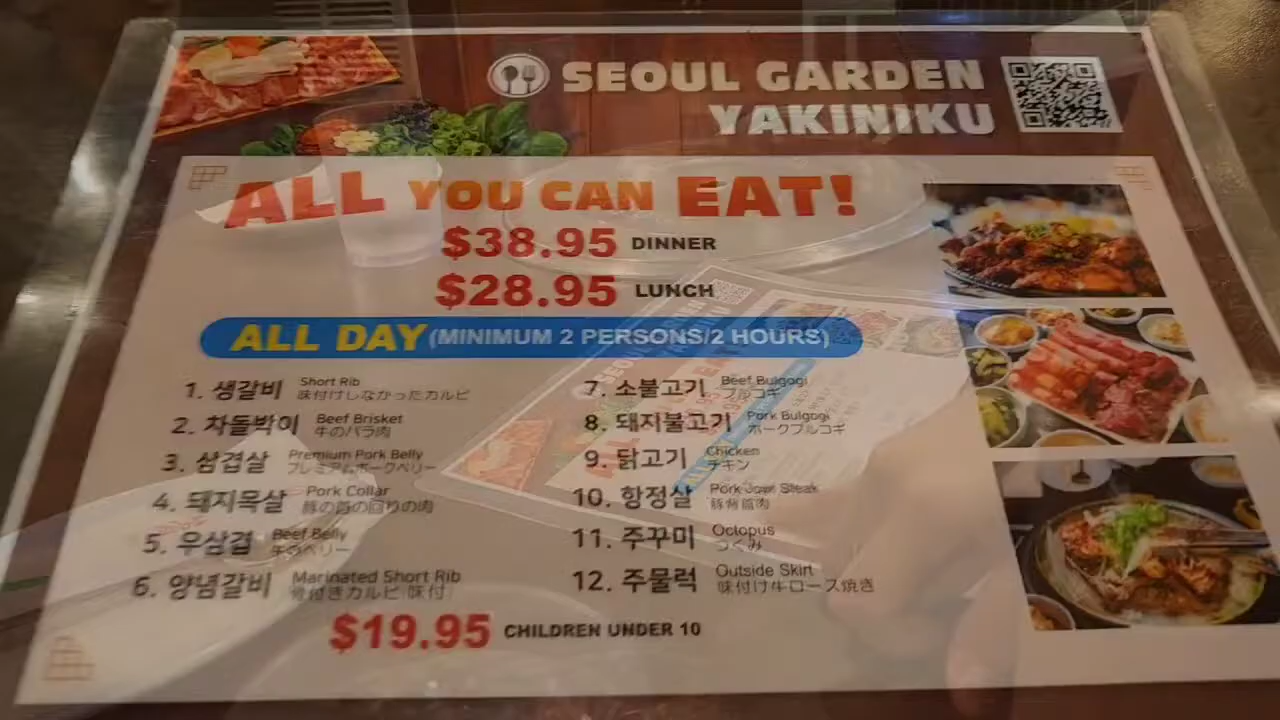 SEOUL GARDEN
YAKINIKU
ALL YOU CAN EAT!
$38.95 DINNER
$28.95 LUNCH
ALL DAY (MINIMUM 2 PERSONS/2 HOURS)
1. 생갈비 Short Rib
味付けしなかったカルビ
2. 차돌박이 Beef Brisket
牛のバラ肉
3. 삼겹살 Premium Pork Belly
プレミアムポークベリー
4. 돼지목살 Pork Collar
豚の首の回りの肉
5. 우삼겹 Beef Belly
牛のベリー
6. 양념갈비 Marinated Short Rib
骨付きカルビ(味付)
7. 소불고기 Beef Bulgogi
プルコギ
8. 돼지불고기 Pork Bulgogi
ポークプルコギ
9. 닭고기 Chicken
チキン
10. 항정살 Pork Jowl Steak
11. 주꾸미 Octopus
つくみ
12. 주물럭 Outside Skirt
味付け牛ロース焼き
$19.95 CHILDREN UNDER 10